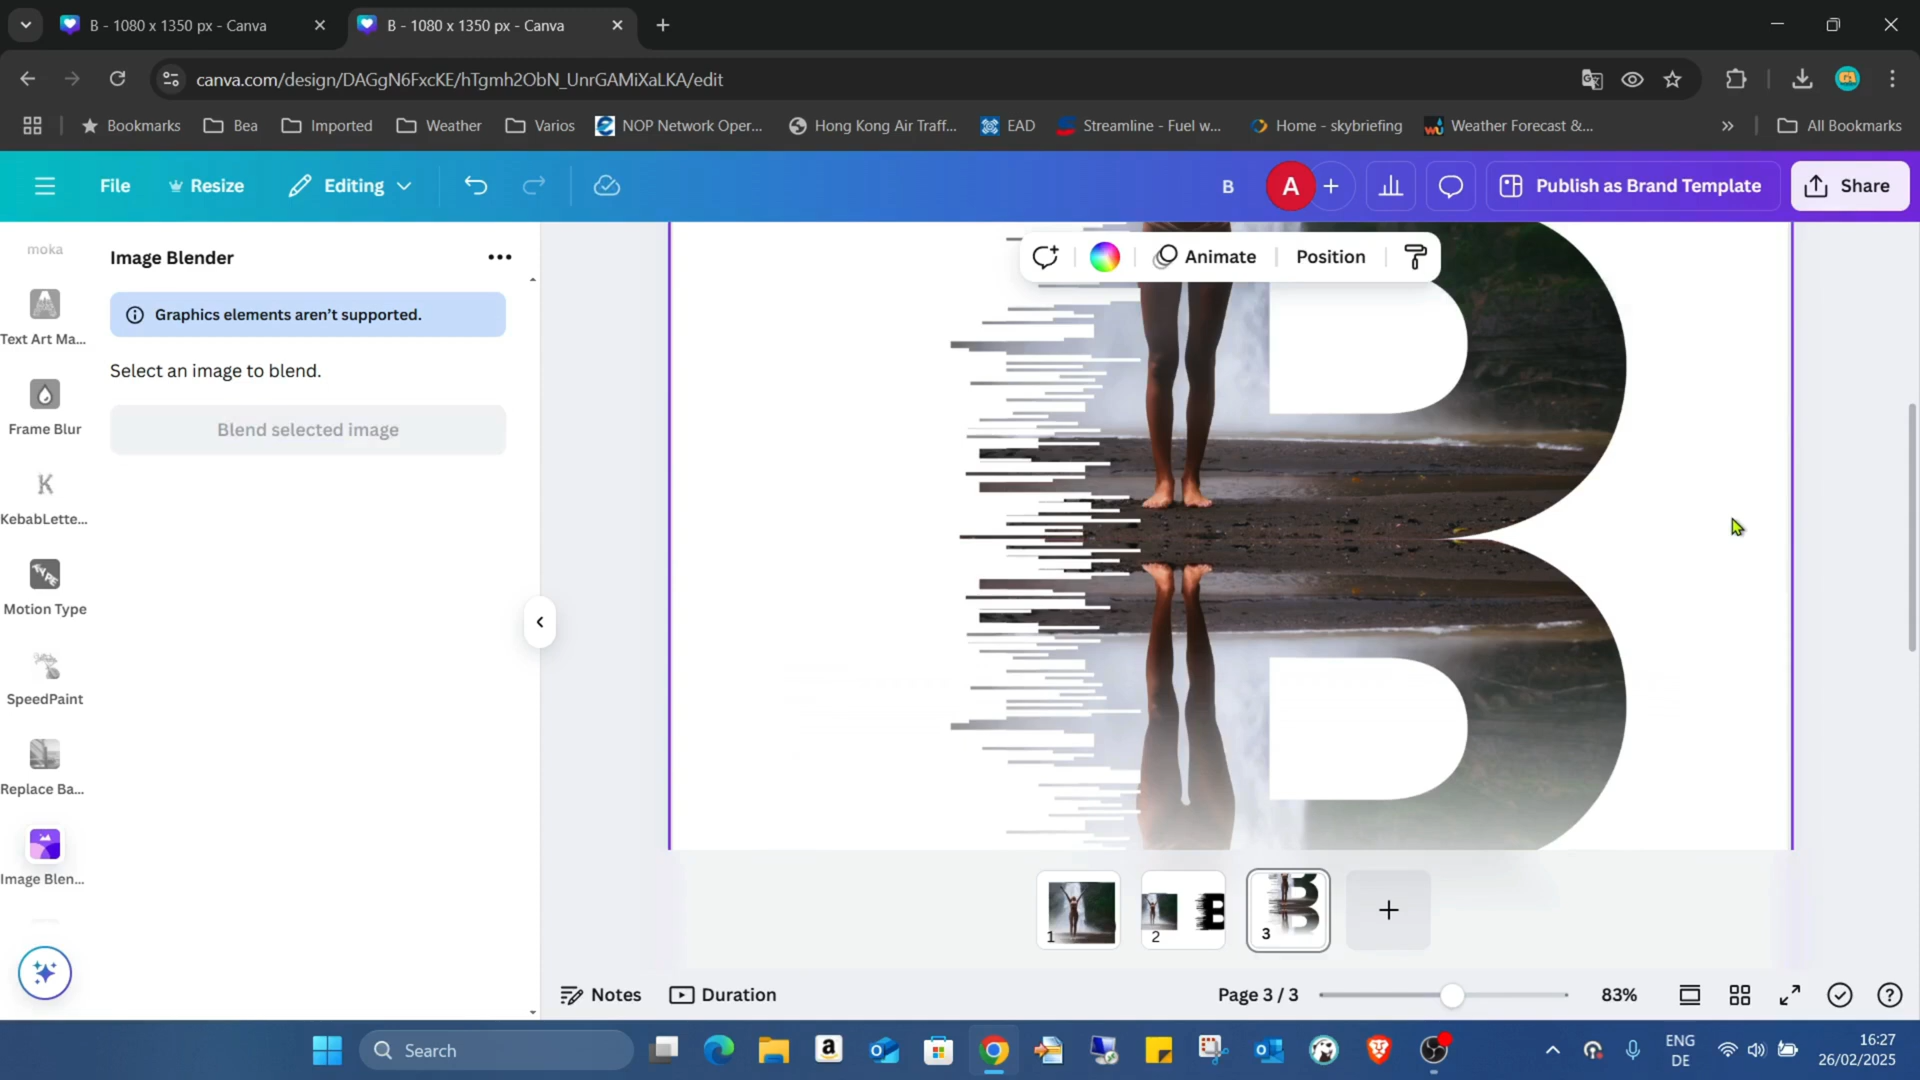 B - 1080 x 1350 px - Canva
B - 1080 x 1350 px - Canva
canva.com/design/DAGgN6FxcKE/hTgmh2ObN_UnrGAMiXaLKA/edit
Bookmarks
Bea
Imported
Weather
Varios
NOP Network Oper...
Hong Kong Air Traff...
EAD
Streamline - Fuel w...
Home - skybriefing
Weather Forecast &...
All Bookmarks
File
Resize
Editing
B
A
Publish as Brand Template
Share
moka
Text Art Ma...
Frame Blur
KebabLette...
Motion Type
SpeedPaint
Replace Ba...
Image Blen...
Image Blender
Graphics elements aren't supported.
Select an image to blend.
Blend selected image
Animate
Position
B
B
1
2
3
Notes
Duration
Page 3 / 3
83%
Search
ENG
DE
16:27
26/02/2025